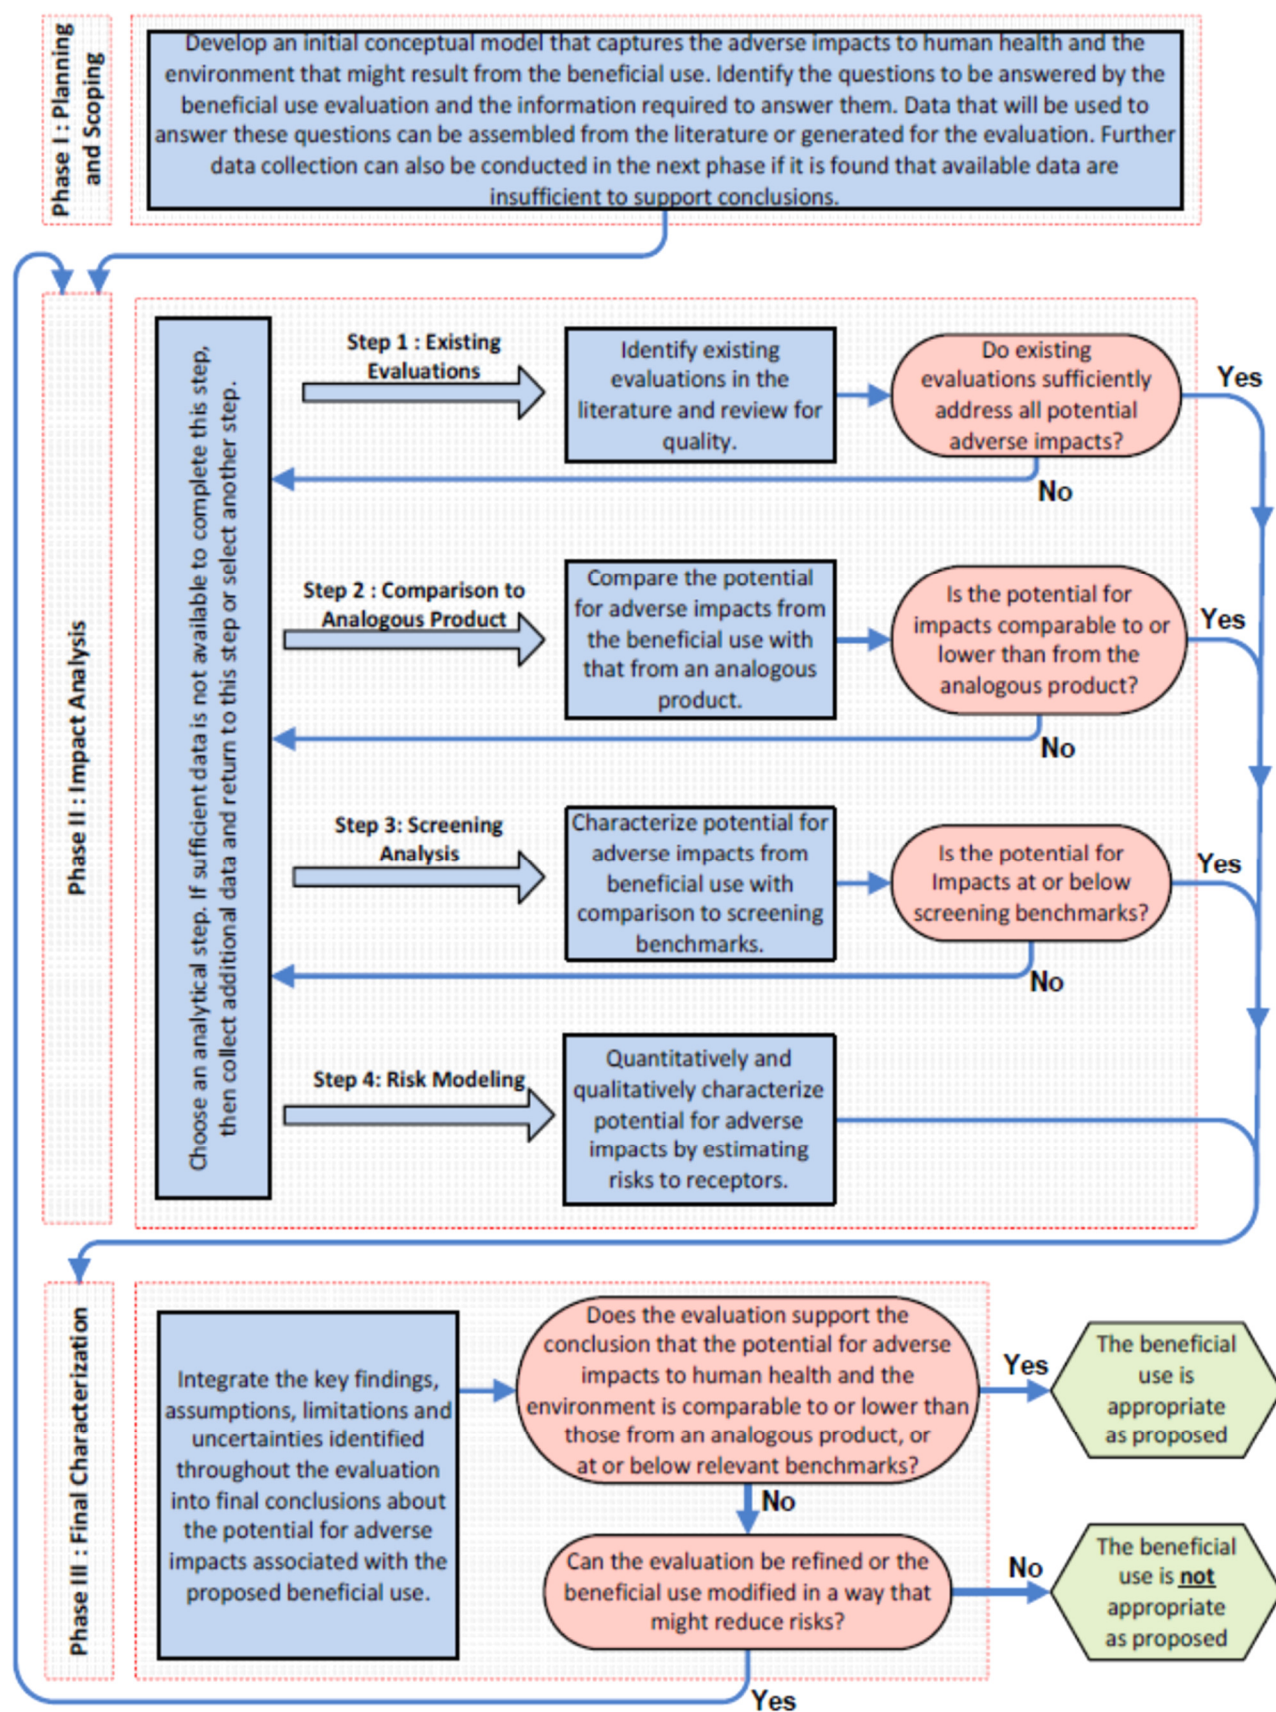 Phase I : Planning
and Scoping
Develop an initial conceptual model that captures the adverse impacts to human health and the
environment that might result from the beneficial use. Identify the questions to be answered by the
beneficial use evaluation and the information required to answer them. Data that will be used to
answer these questions can be assembled from the literature or generated for the evaluation. Further
data collection can also be conducted in the next phase if it is found that available data are
insufficient to support conclusions.
Phase II : Impact Analysis
Choose an analytical step. If sufficient data is not available to complete this step,
then collect additional data and return to this step or select another step.
Step 1 : Existing
Evaluations
Identify existing
evaluations in the
literature and review for
quality.
Do existing
evaluations sufficiently
address all potential
adverse impacts?
Yes
No
Step 2 : Comparison to
Analogous Product
Compare the potential
for adverse impacts from
the beneficial use with
that from an analogous
product.
Is the potential for
impacts comparable to or
lower than from the
analogous product?
Yes
No
Step 3: Screening
Analysis
Characterize potential for
adverse impacts from
beneficial use with
comparison to screening
benchmarks.
Is the potential for
Impacts at or below
screening benchmarks?
Yes
No
Step 4: Risk Modeling
Quantitatively and
qualitatively characterize
potential for adverse
impacts by estimating
risks to receptors.
Phase III : Final Characterization
Integrate the key findings,
assumptions, limitations and
uncertainties identified
throughout the evaluation
into final conclusions about
the potential for adverse
impacts associated with the
proposed beneficial use.
Does the evaluation support the
conclusion that the potential for adverse
impacts to human health and the
environment is comparable to or lower than
those from an analogous product, or
at or below relevant benchmarks?
Yes
The beneficial
use is
appropriate
as proposed
No
Can the evaluation be refined or the
beneficial use modified in a way that
might reduce risks?
No
The beneficial
use is not
appropriate
as proposed
Yes